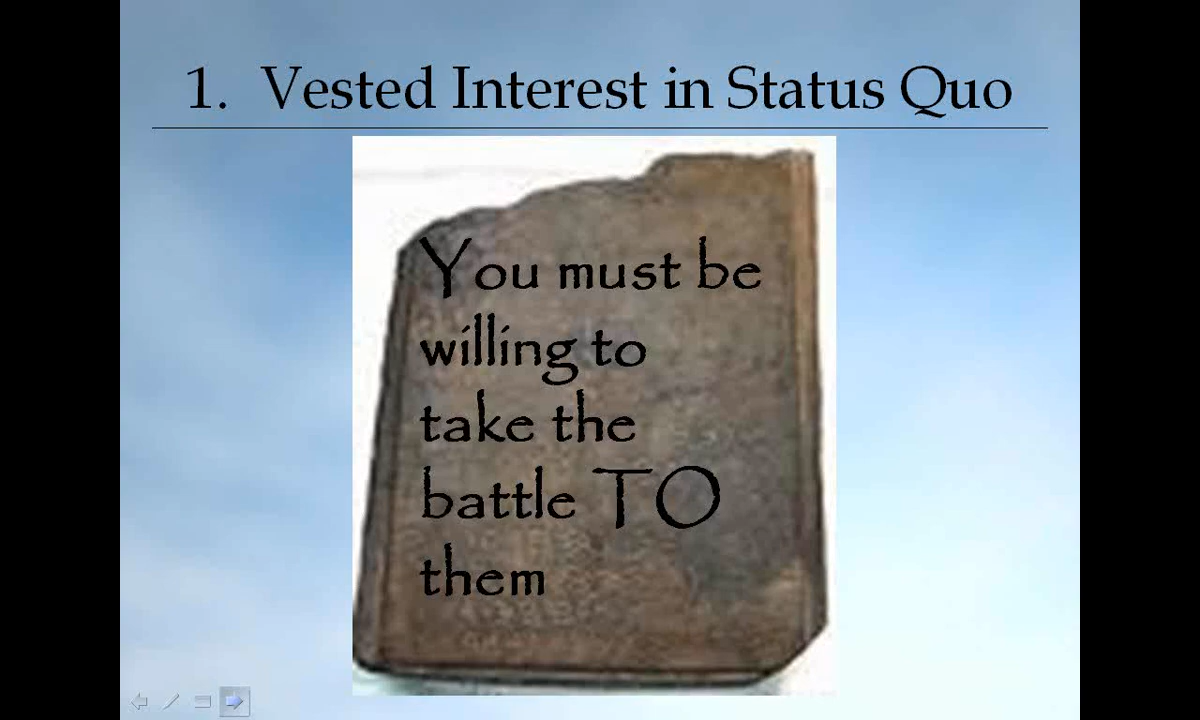 1. Vested Interest in Status Quo
You must be
willing to
take the
battle TO
them